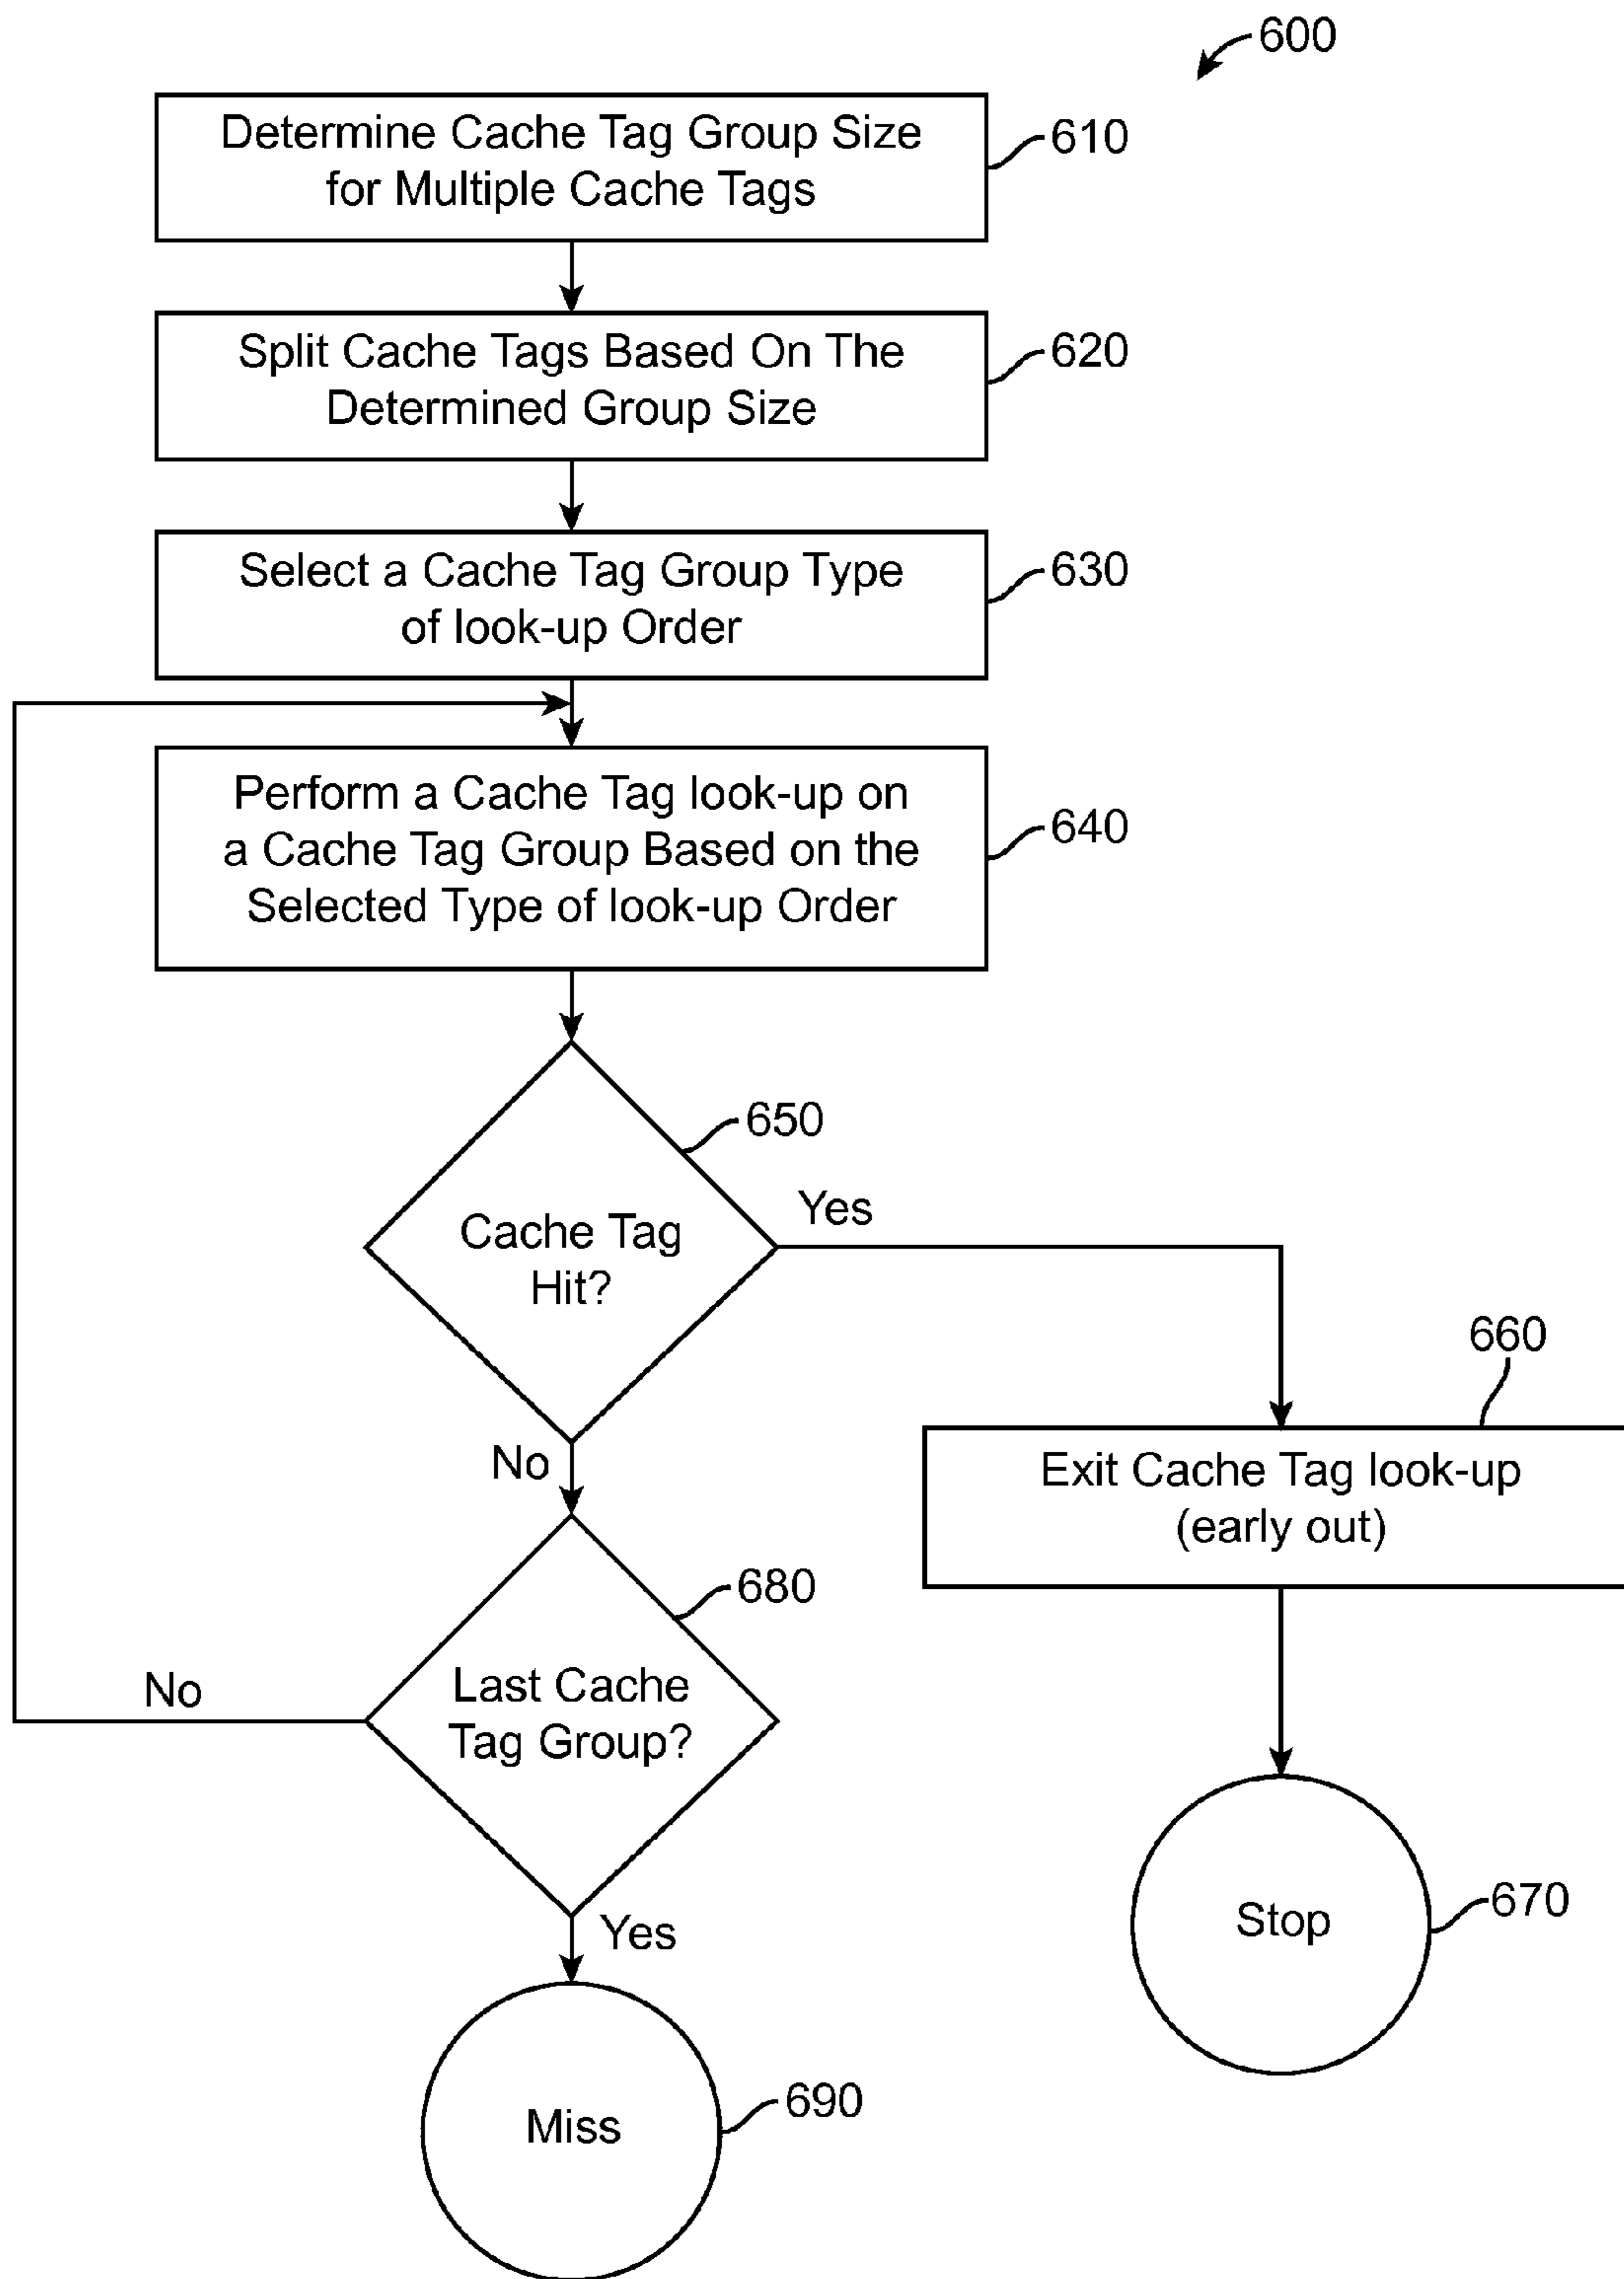 600
Determine Cache Tag Group Size
for Multiple Cache Tags
610
Split Cache Tags Based On The
Determined Group Size
620
Select a Cache Tag Group Type
of look-up Order
630
Perform a Cache Tag look-up on
a Cache Tag Group Based on the
Selected Type of look-up Order
640
650
Cache Tag
Hit?
Yes
No
660
Exit Cache Tag look-up
(early out)
680
Last Cache
Tag Group?
No
Yes
Stop
670
Miss
690